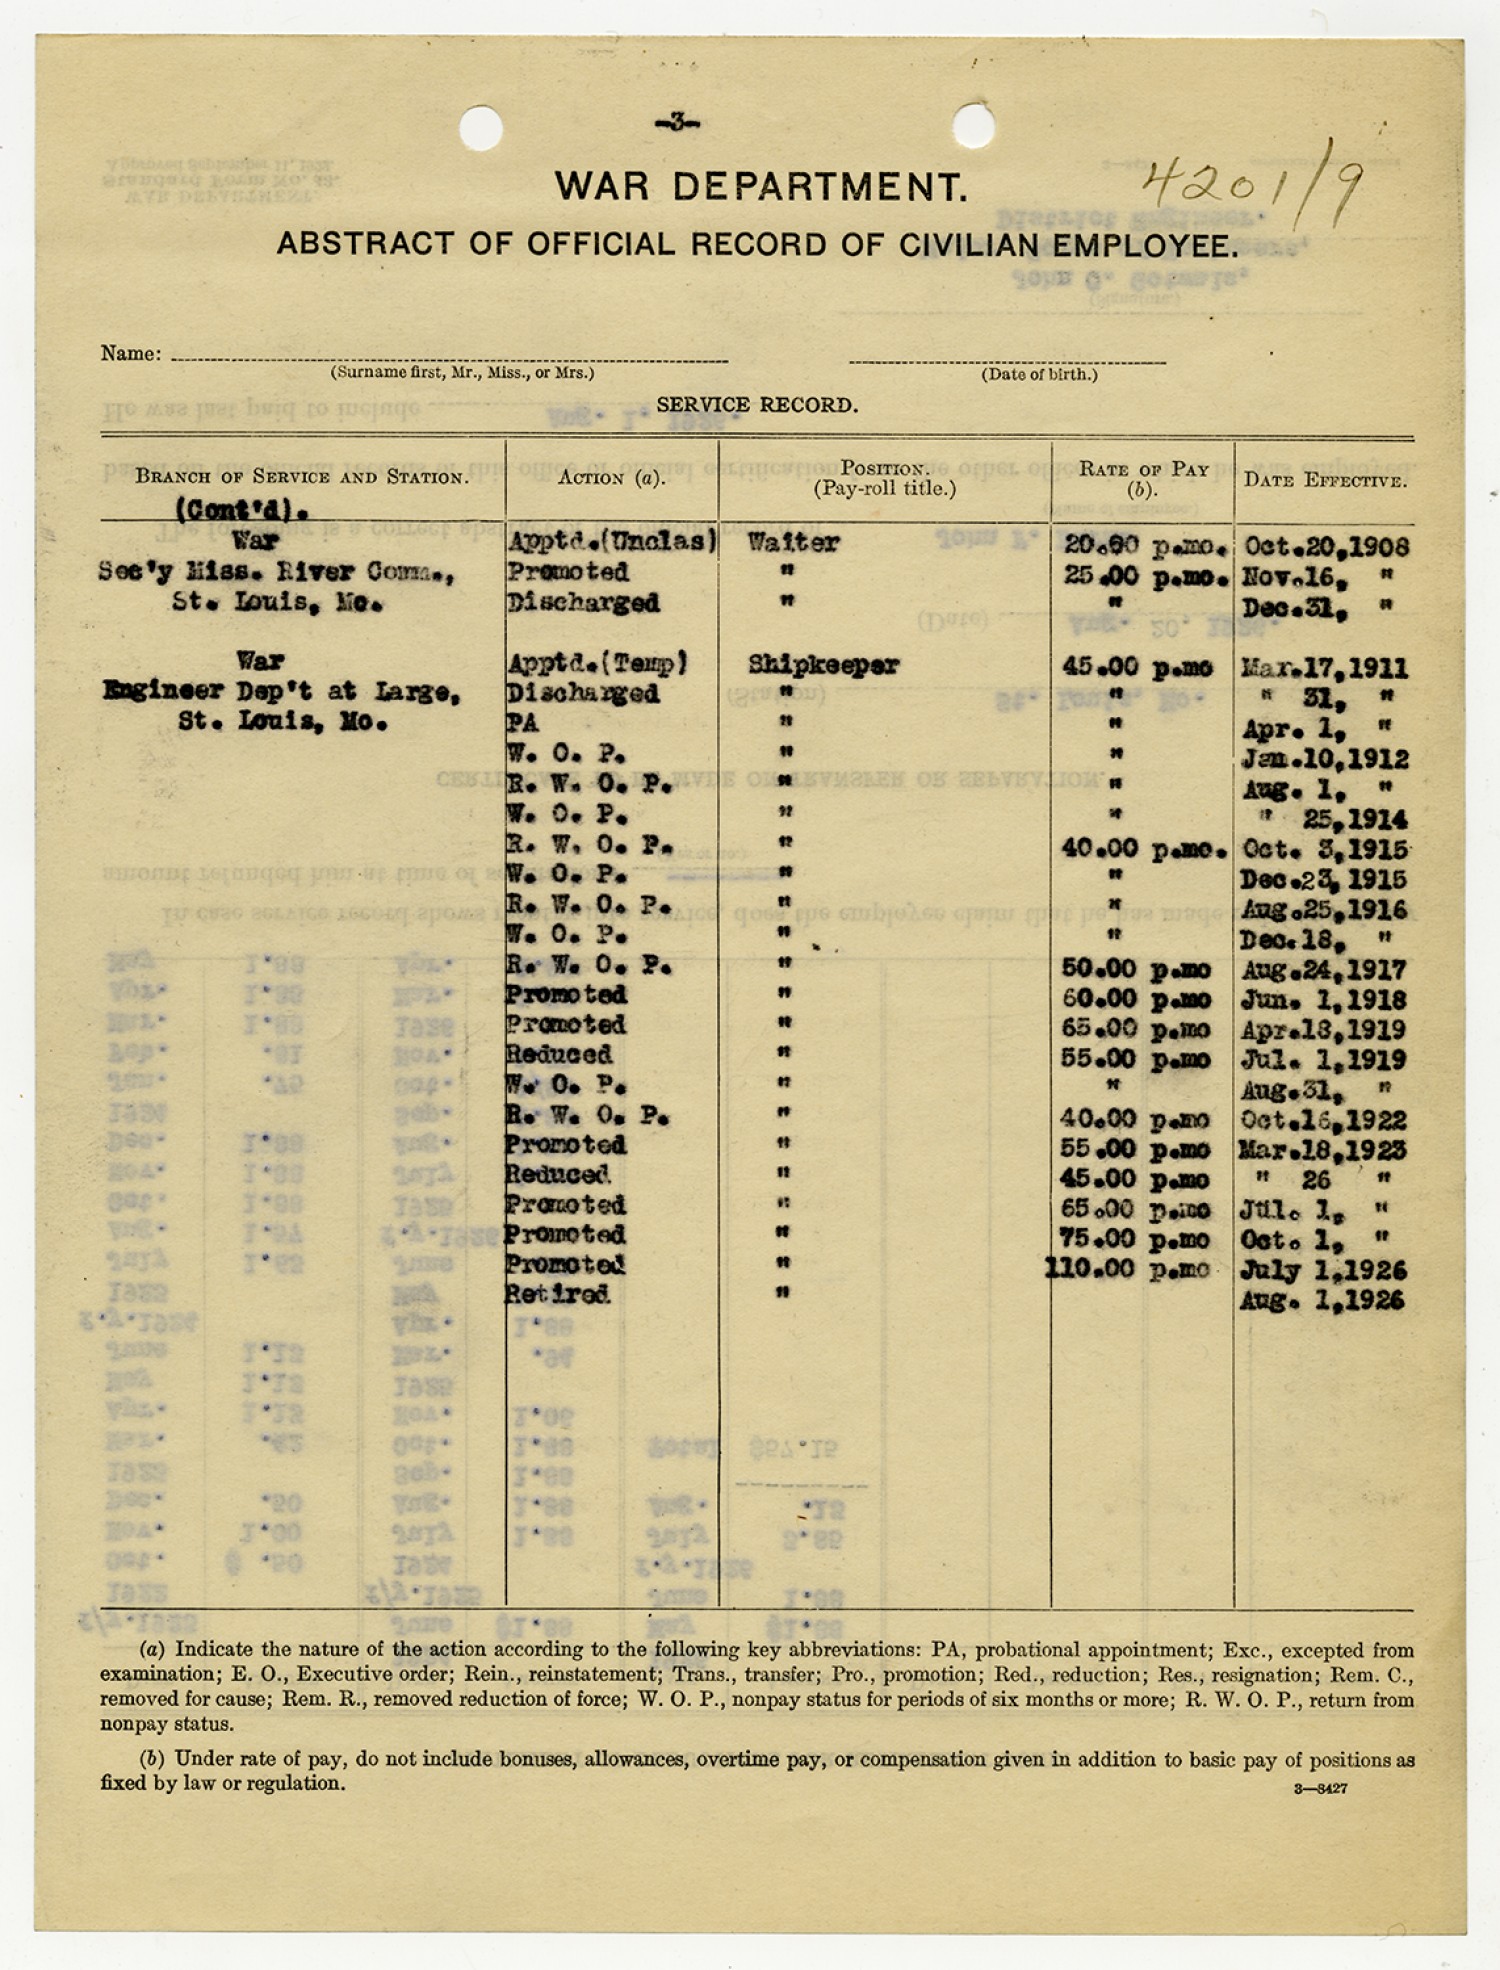 -3-
4201/9
WAR DEPARTMENT.
ABSTRACT OF OFFICIAL RECORD OF CIVILIAN EMPLOYEE.
Name:
(Surname first, Mr., Miss., or Mrs.) (Date of birth.)
SERVICE RECORD.
BRANCH OF SERVICE AND STATION. ACTION (a). POSITION. (Pay-roll title.) RATE OF PAY (b). DATE EFFECTIVE.
(Cont'd).
War Apptd.(Unclas) Waiter 20.00 p.mo. Oct.20,1908
Sec'y Miss. River Comm., Promoted " 25.00 p.mo. Nov.16, "
St. Louis, Mo. Discharged " " Dec.31, "
War Apptd.(Temp) Shipkeeper 45.00 p.mo Mar.17,1911
Engineer Dep't at Large, Discharged " " " 31, "
St. Louis, Mo. PA " " Apr. 1, "
W. O. P. " " Jan.10,1912
R. W. O. P. " " Aug. 1, "
W. O. P. " " " 25,1914
R. W. O. P. " 40.00 p.mo. Oct. 3,1915
W. O. P. " " Dec.23, 1915
R. W. O. P. " " Aug.25,1916
W. O. P. " " Dec.18, "
R. W. O. P. " 50.00 p.mo Aug.24,1917
Promoted " 60.00 p.mo Jun. 1,1918
Promoted " 65.00 p.mo Apr.18,1919
Reduced " 55.00 p.mo Jul. 1,1919
W. O. P. " " Aug.31, "
R. W. O. P. " 40.00 p.mo Oct.16,1922
Promoted " 55.00 p.mo Mar.18,1923
Reduced " 45.00 p.mo " 26 "
Promoted " 65.00 p.mo Jul. 1, "
Promoted " 75.00 p.mo Oct. 1, "
Promoted " 110.00 p.mo July 1,1926
Retired " Aug. 1,1926
(a) Indicate the nature of the action according to the following key abbreviations: PA, probational appointment; Exc., excepted from
examination; E. O., Executive order; Rein., reinstatement; Trans., transfer; Pro., promotion; Red., reduction; Res., resignation; Rem. C.,
removed for cause; Rem. R., removed reduction of force; W. O. P., nonpay status for periods of six months or more; R. W. O. P., return from
nonpay status.
(b) Under rate of pay, do not include bonuses, allowances, overtime pay, or compensation given in addition to basic pay of positions as
fixed by law or regulation.
3—8427